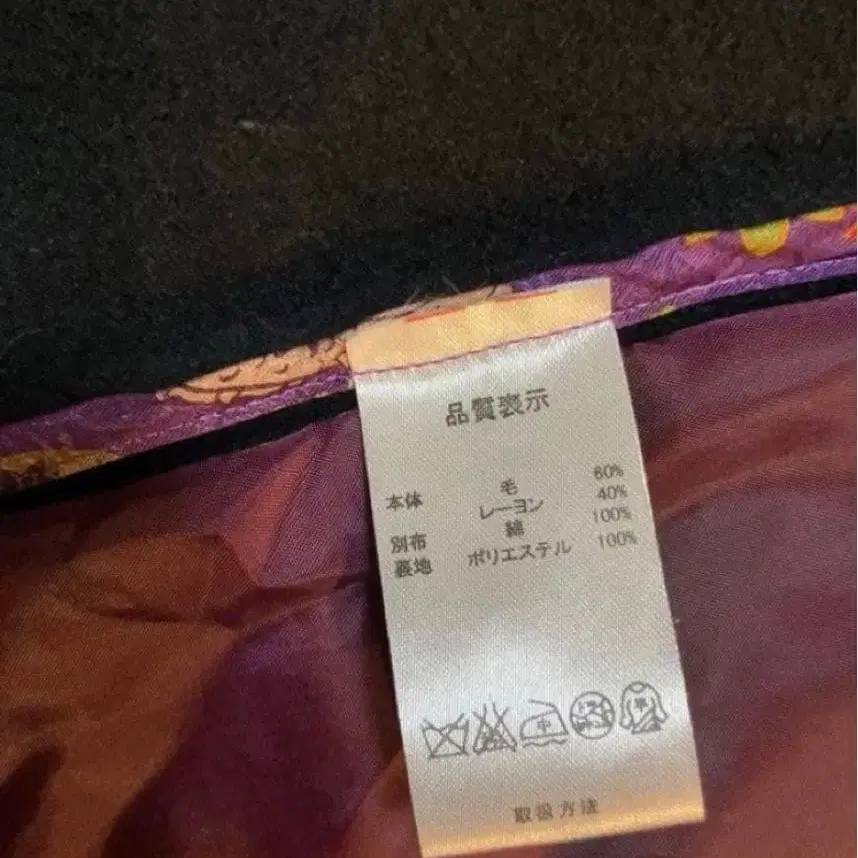 品質表示
本体 毛 60%
レーヨン 40%
別布 綿 100%
裏地 ポリエステル 100%
中
取扱方法